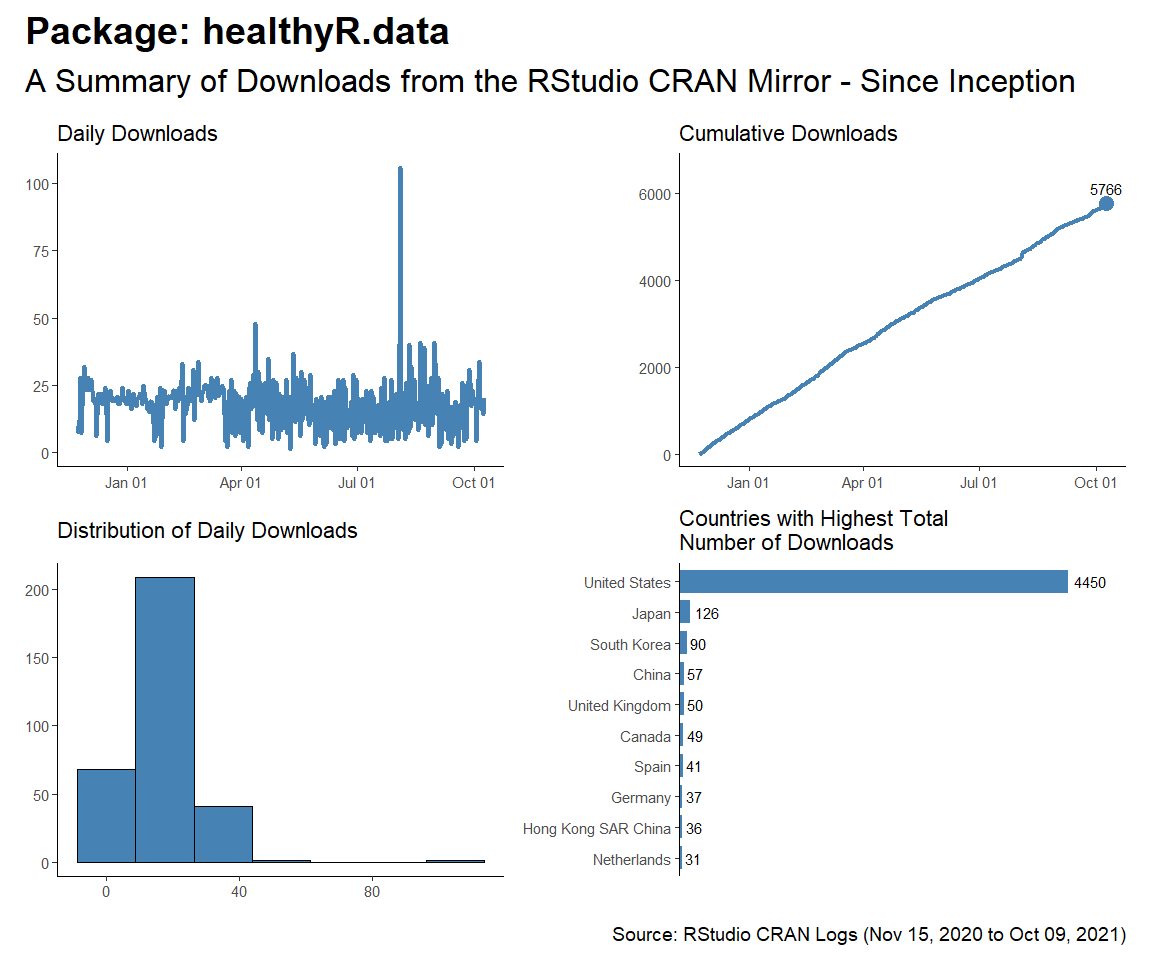 Package: healthyR.data
A Summary of Downloads from the RStudio CRAN Mirror - Since Inception
Daily Downloads
100
75
50
25
0
Jan 01
Apr 01
Jul 01
Oct 01
Cumulative Downloads
6000
4000
2000
0
5766
Jan 01
Apr 01
Jul 01
Oct 01
Distribution of Daily Downloads
200
150
100
50
0
0
40
80
Countries with Highest Total
Number of Downloads
United States 4450
Japan 126
South Korea 90
China 57
United Kingdom 50
Canada 49
Spain 41
Germany 37
Hong Kong SAR China 36
Netherlands 31
Source: RStudio CRAN Logs (Nov 15, 2020 to Oct 09, 2021)